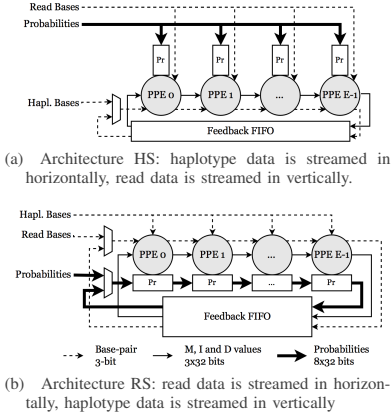 Read Bases
Probabilities
Pr Pr Pr Pr
PPE 0 PPE 1 ... PPE E-1
Hapl. Bases
Feedback FIFO
(a) Architecture HS: haplotype data is streamed in
horizontally, read data is streamed in vertically.
Hapl. Bases
Read Bases
PPE 0 PPE 1 ... PPE E-1
Probabilities
Pr Pr ... Pr
Feedback FIFO
Base-pair M, I and D values Probabilities
3-bit 3x32 bits 8x32 bits
(b) Architecture RS: read data is streamed in horizon-
tally, haplotype data is streamed in vertically